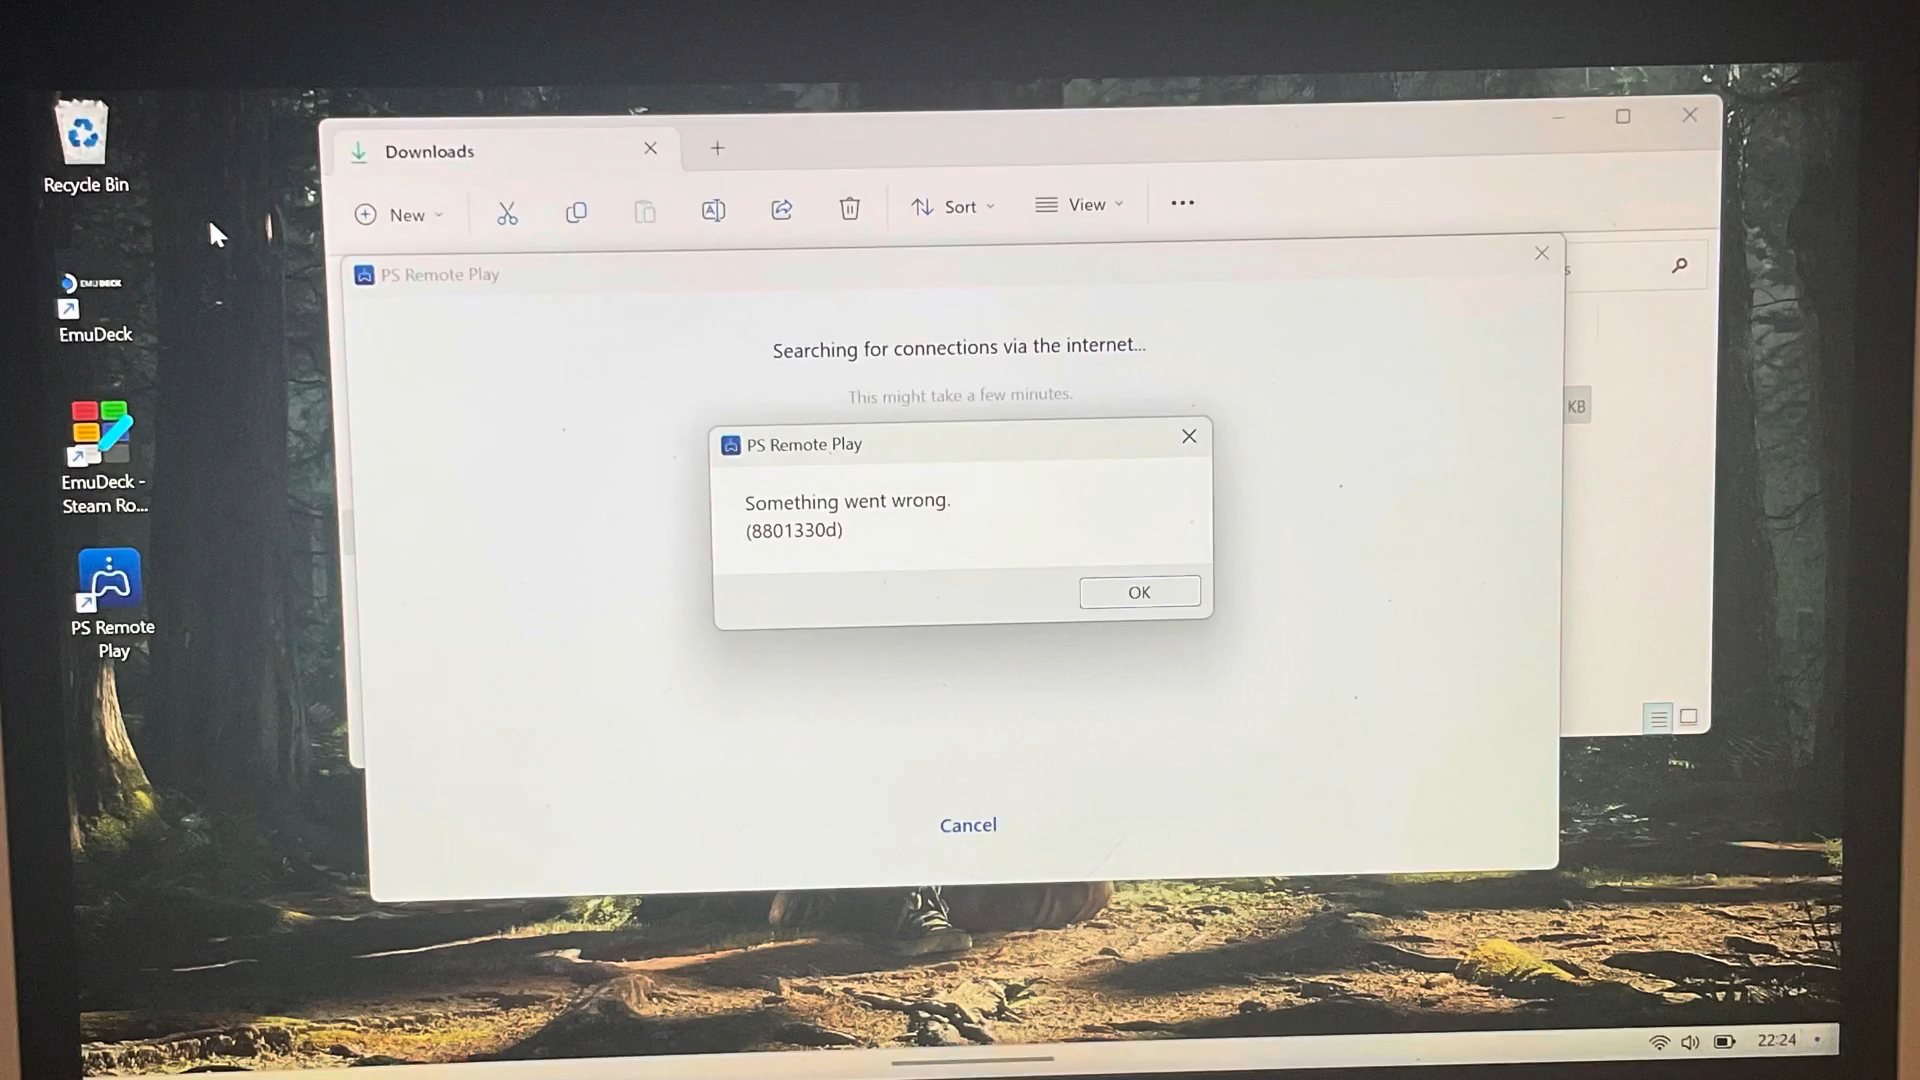 Recycle Bin
EMUDECK
EmuDeck
EmuDeck -
Steam Ro...
PS Remote
Play
Downloads
New
Sort
View
s
KB
PS Remote Play
Searching for connections via the internet...
This might take a few minutes.
PS Remote Play
Something went wrong.
(8801330d)
OK
Cancel
22:24